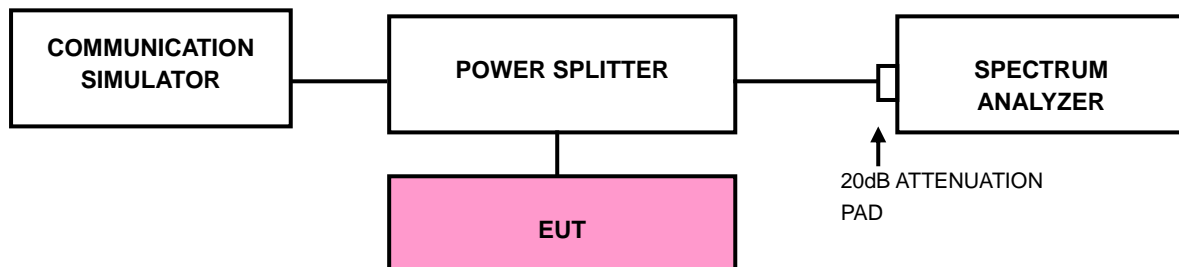 COMMUNICATION
SIMULATOR
POWER SPLITTER
SPECTRUM
ANALYZER
20dB ATTENUATION
PAD
EUT